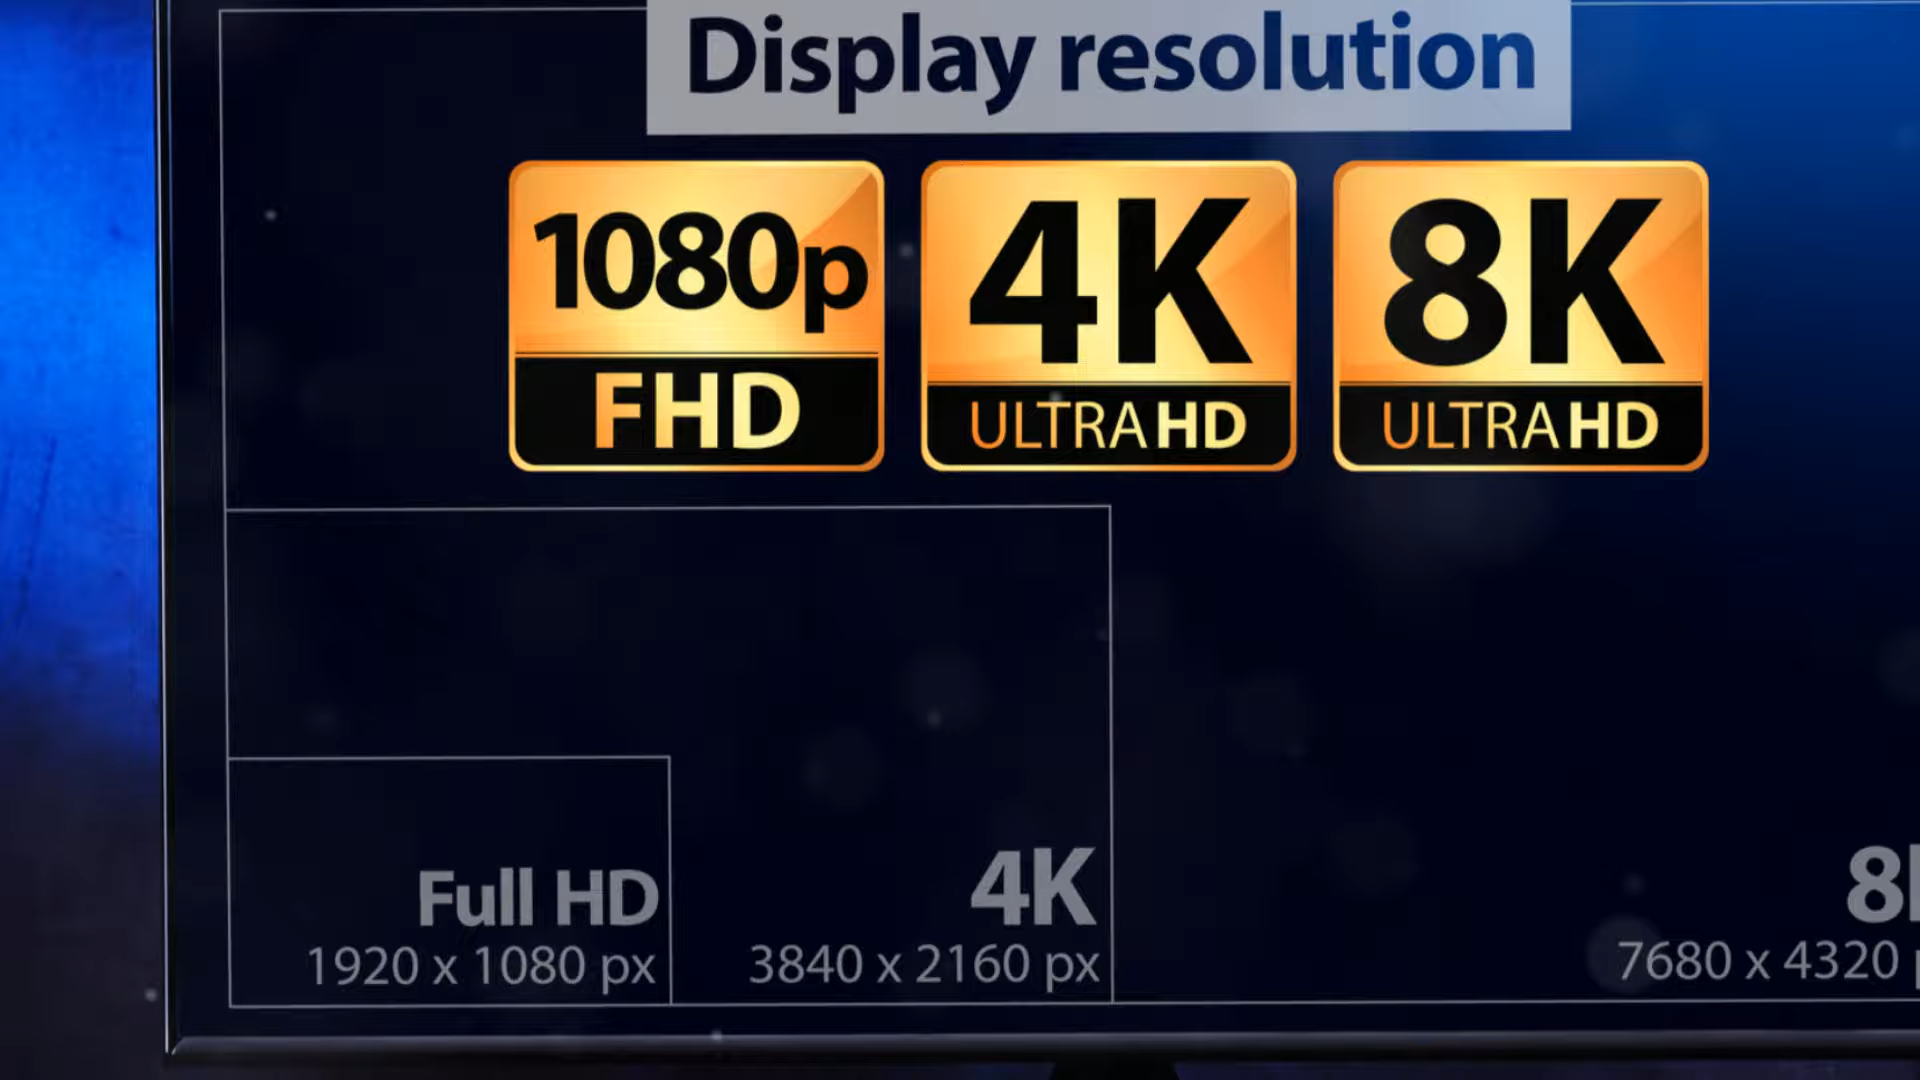 Display resolution
1080p
FHD
4K
ULTRA HD
8K
ULTRA HD
Full HD
1920 x 1080 px
4K
3840 x 2160 px
8
7680 x 4320